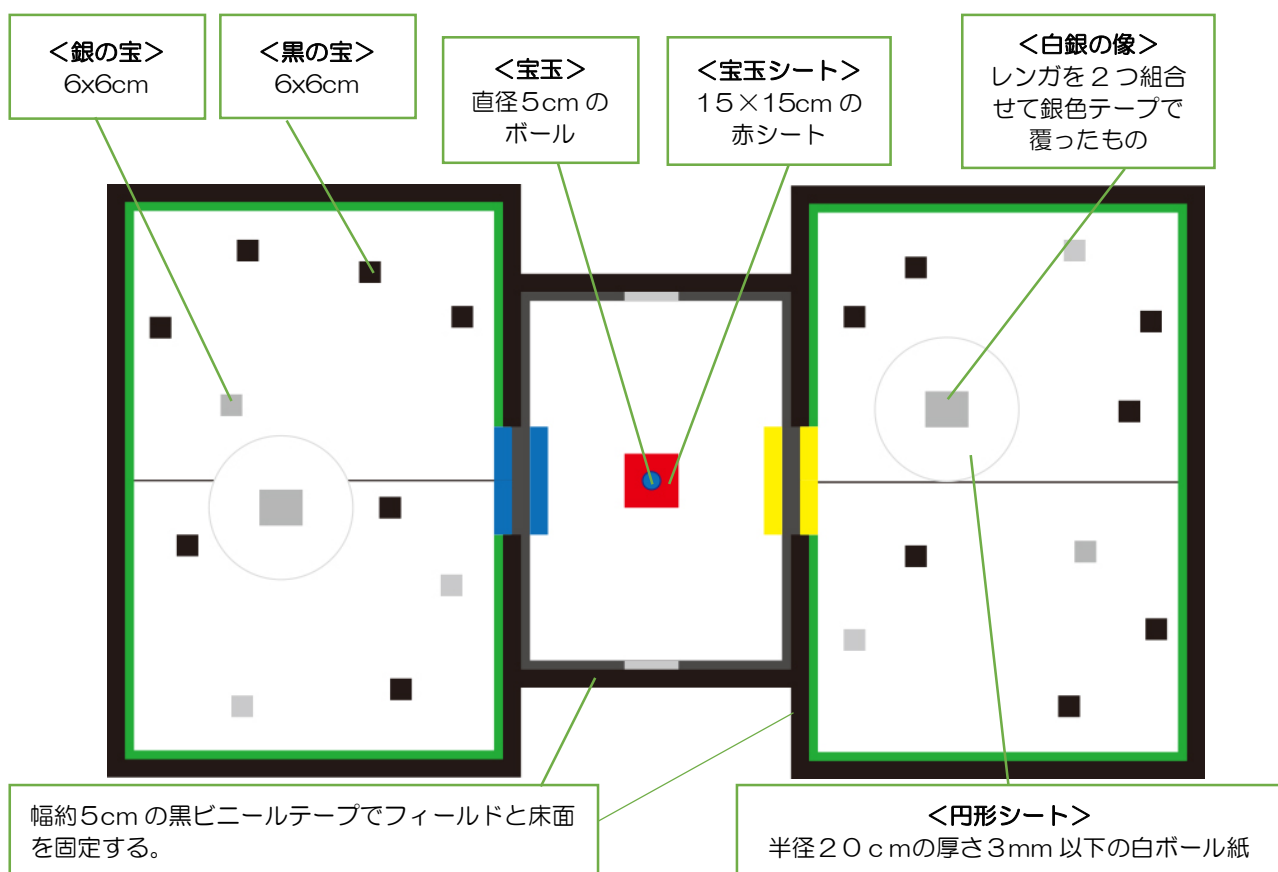 ＜銀の宝＞
6x6cm
＜黒の宝＞
6x6cm
＜宝玉＞
直径5cm の
ボール
＜宝玉シート＞
15×15cm の
赤シート
＜白銀の像＞
レンガを２つ組合
せて銀色テープで
覆ったもの
幅約5cm の黒ビニールテープでフィールドと床面
を固定する。
＜円形シート＞
半径２０ｃｍの厚さ３mm 以下の白ボール紙